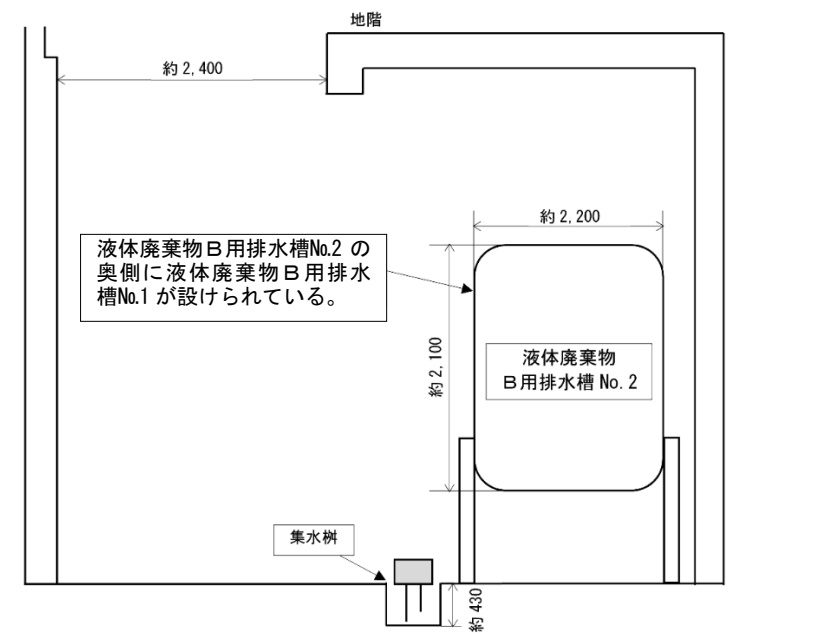 地階
約2,400
約2,200
液体廃棄物B用排水槽№2 の
奥側に液体廃棄物B用排水
槽№1 が設けられている。
約2,100
液体廃棄物
B用排水槽 No. 2
集水桝
約430